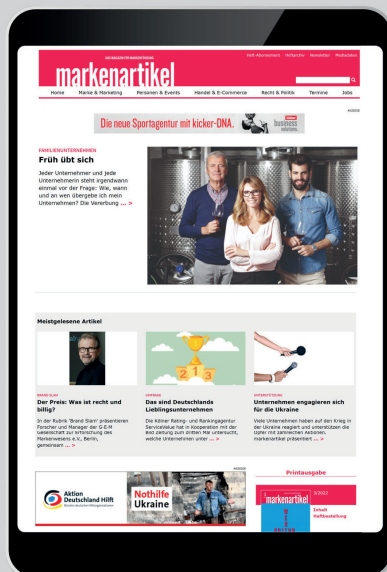 DAS MAGAZIN FÜR MARKENFÜHRUNG
markenartikel
Heft-Abonnement Heftarchiv Newsletter Mediadaten
Home Marke & Marketing Personen & Events Handel & E-Commerce Recht & Politik Termine Jobs
ANZEIGE
Die neue Sportagentur mit kicker-DNA.
kicker
business
solutions.
FAMILIENUNTERNEHMEN
Früh übt sich
Jeder Unternehmer und jede
Unternehmerin steht irgendwann
einmal vor der Frage: Wie, wann
und an wen übergebe ich mein
Unternehmen? Die Vererbung ... >
Meistgelesene Artikel
1
2
3
BRAND SLAM
Der Preis: Was ist recht und
billig?
In der Rubrik 'Brand Slam' präsentieren
Forscher und Manager der G·E·M
Gesellschaft zur Erforschung des
Markenwesens e.V., Berlin,
gemeinsam ... >
UMFRAGE
Das sind Deutschlands
Lieblingsunternehmen
Die Kölner Rating- und Rankingagentur
ServiceValue hat in Kooperation mit der
Bild Zeitung zum dritten Mal untersucht,
welche Unternehmen unter ... >
UNTERSTÜTZUNG
Unternehmen engagieren sich
für die Ukraine
Viele Unternehmen haben auf den Krieg in
der Ukraine reagiert und unterstützen die
Opfer mit zahlreichen Aktionen.
markenartikel präsentiert ... >
ANZEIGE
Aktion
Deutschland Hilft
Bündnis deutscher Hilfsorganisationen
Nothilfe
Ukraine
Printausgabe
markenartikel
3/2022
Inhalt
Heftbestellung